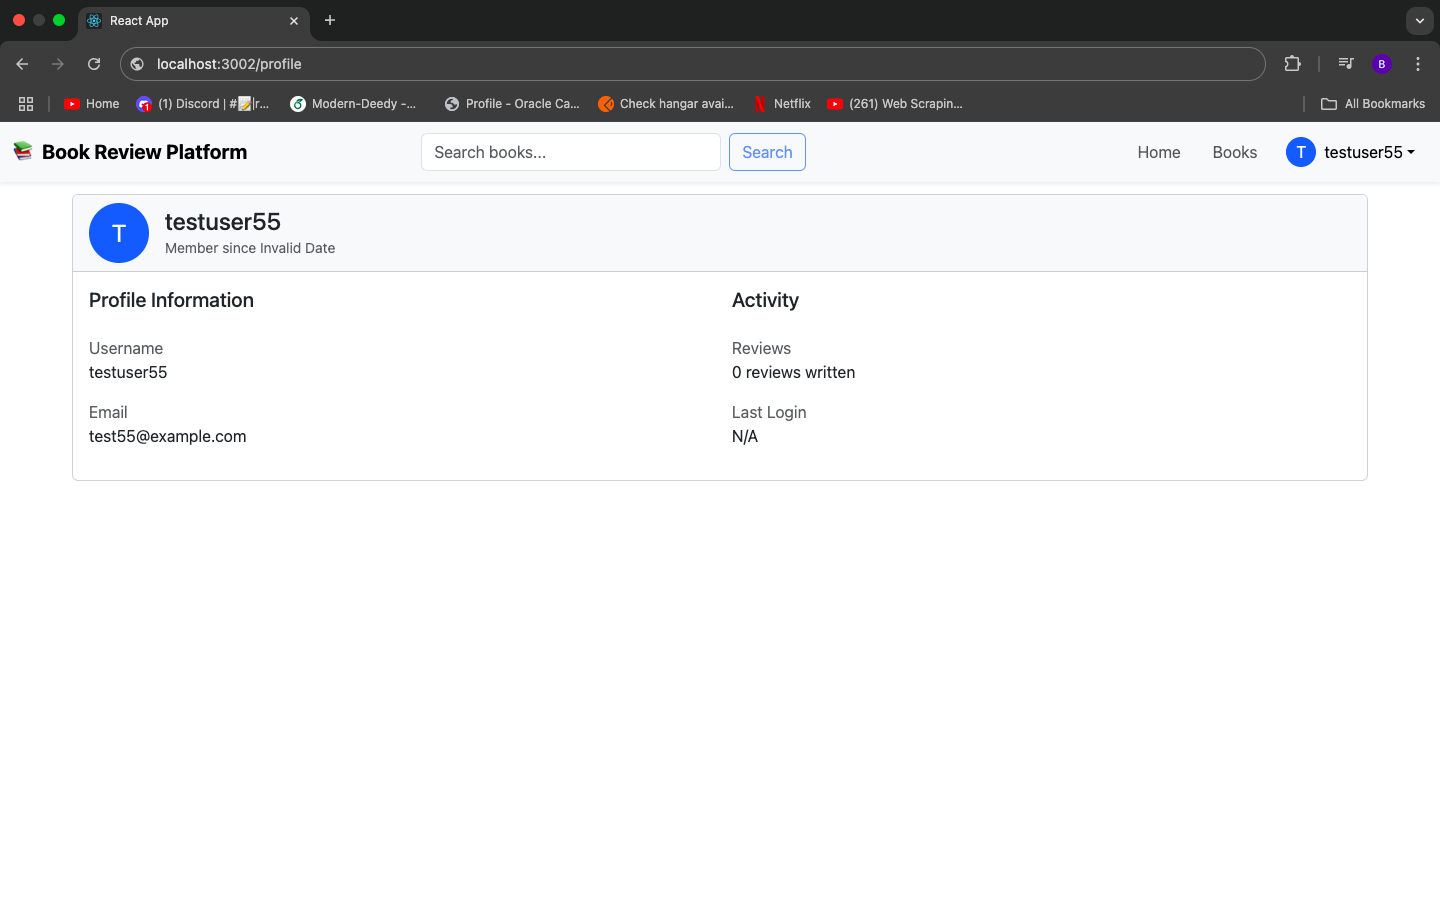 React App
localhost:3002/profile
B
Home
(1) Discord | #📝|r...
Modern-Deedy -...
Profile - Oracle Ca...
Check hangar avai...
Netflix
(261) Web Scrapin...
All Bookmarks
Book Review Platform
Search books...
Search
Home
Books
T
testuser55
T
testuser55
Member since Invalid Date
Profile Information
Username
testuser55
Email
test55@example.com
Activity
Reviews
0 reviews written
Last Login
N/A